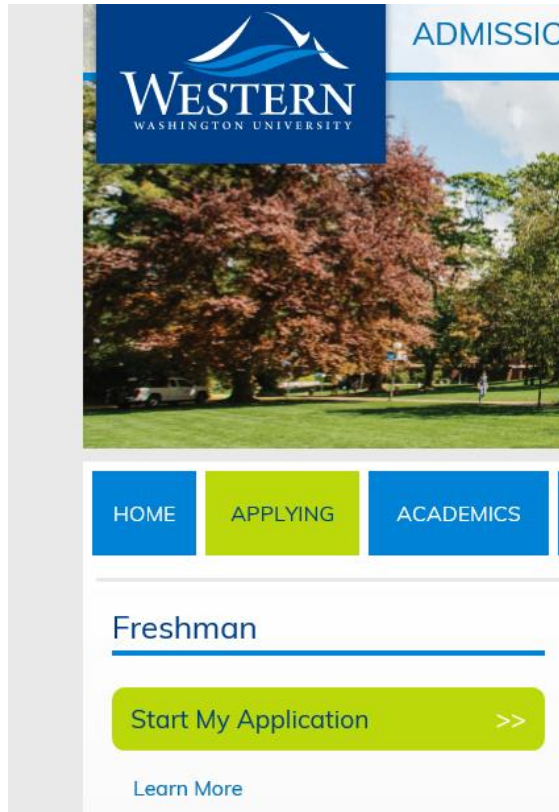 ADMISSIO
WESTERN
WASHINGTON UNIVERSITY
HOME
APPLYING
ACADEMICS
Freshman
Start My Application >>
Learn More